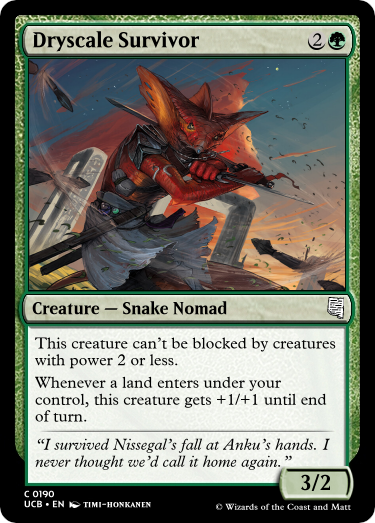 Dryscale Survivor 2
Creature — Snake Nomad
This creature can't be blocked by creatures
with power 2 or less.
Whenever a land enters under your
control, this creature gets +1/+1 until end
of turn.
“I survived Nissegal’s fall at Anku’s hands. I
never thought we’d call it home again.”
3/2
C 0190
UCB • EN TIMI-HONKANEN
© Wizards of the Coast and Matt